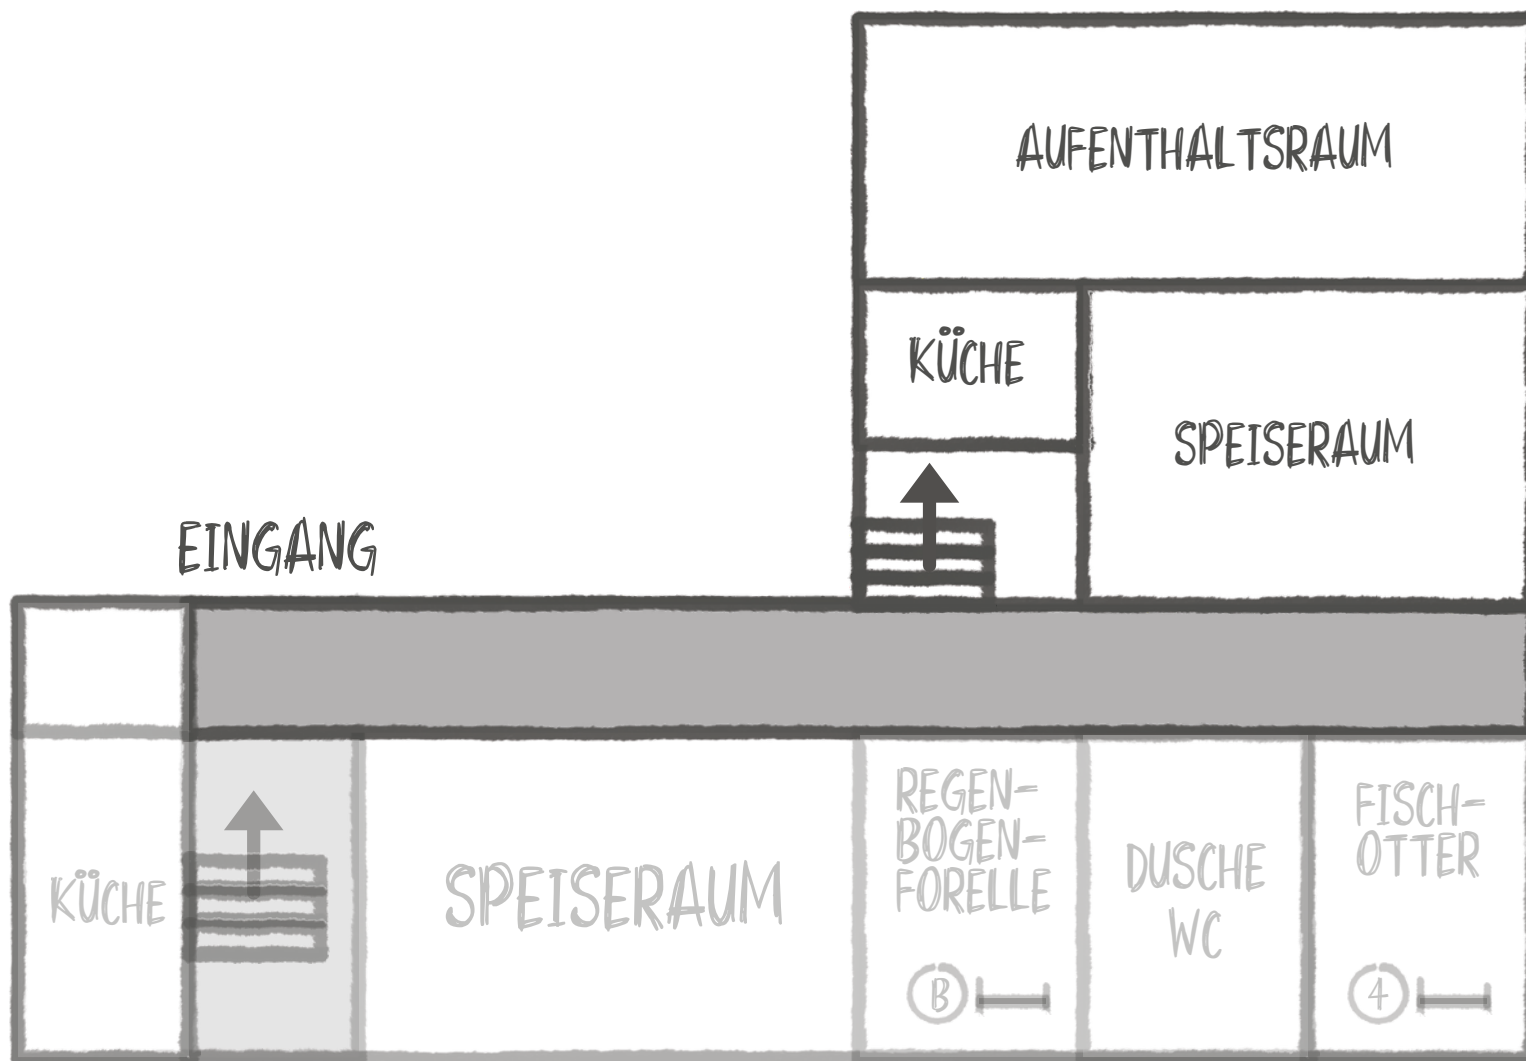 AUFENTHALTSRAUM
KÜCHE
SPEISERAUM
EINGANG
KÜCHE
SPEISERAUM
REGEN-
BOGEN-
FORELLE
B
DUSCHE
WC
FISCH-
OTTER
4